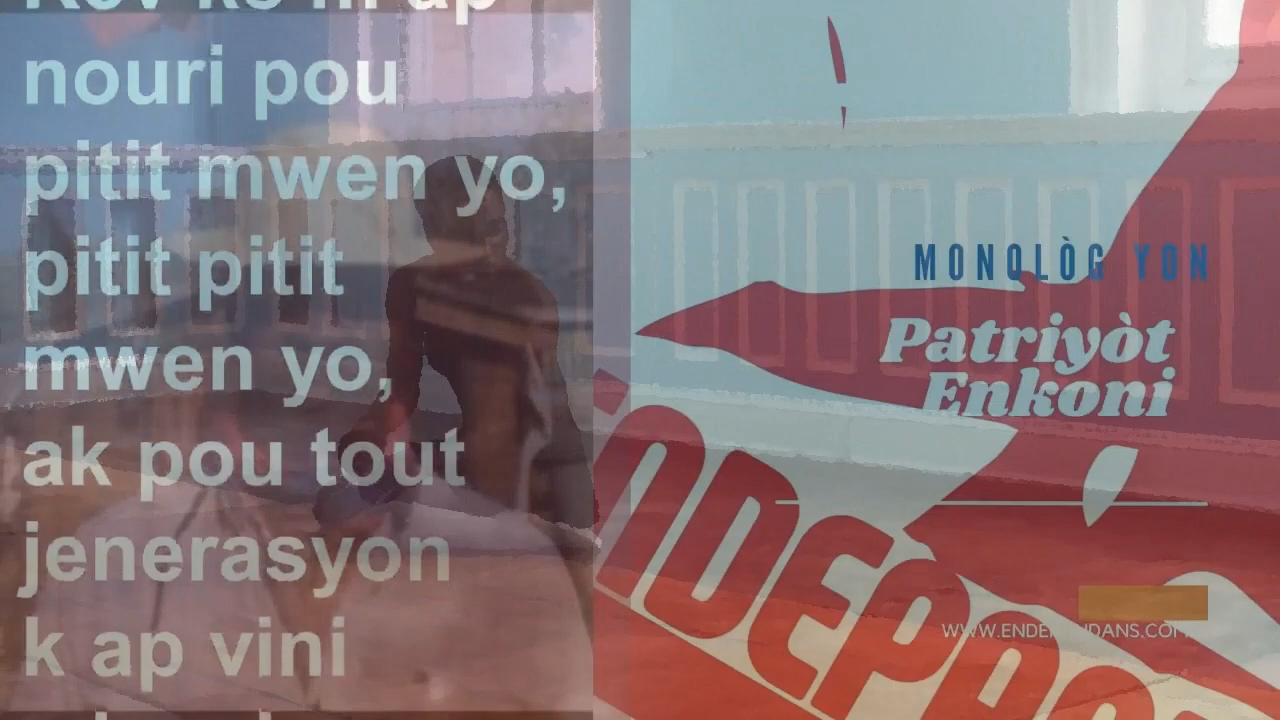 nouri pou
pitit mwen yo,
pitit pitit
mwen yo,
ak pou tout
jenerasyon
k ap vini
MONOLÒG YON
Patriyòt
Enkoni